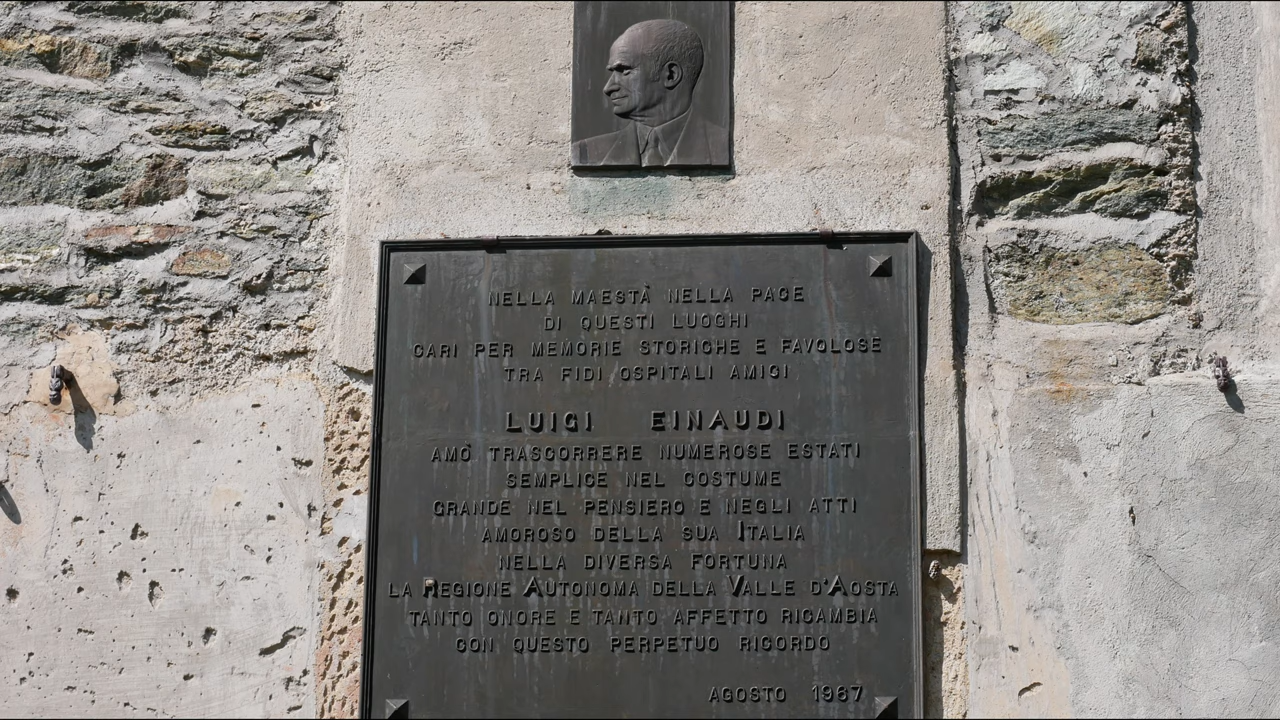 NELLA MAESTÀ NELLA PACE
DI QUESTI LUOGHI
CARI PER MEMORIE STORICHE E FAVOLOSE
TRA FIDI OSPITALI AMICI
LUIGI EINAUDI
AMÒ TRASCORRERE NUMEROSE ESTATI
SEMPLICE NEL COSTUME
GRANDE NEL PENSIERO E NEGLI ATTI
AMOROSO DELLA SUA ITALIA
NELLA DIVERSA FORTUNA
LA REGIONE AUTONOMA DELLA VALLE D'AOSTA
TANTO ONORE E TANTO AFFETTO RICAMBIA
CON QUESTO PERPETUO RICORDO
AGOSTO 1967